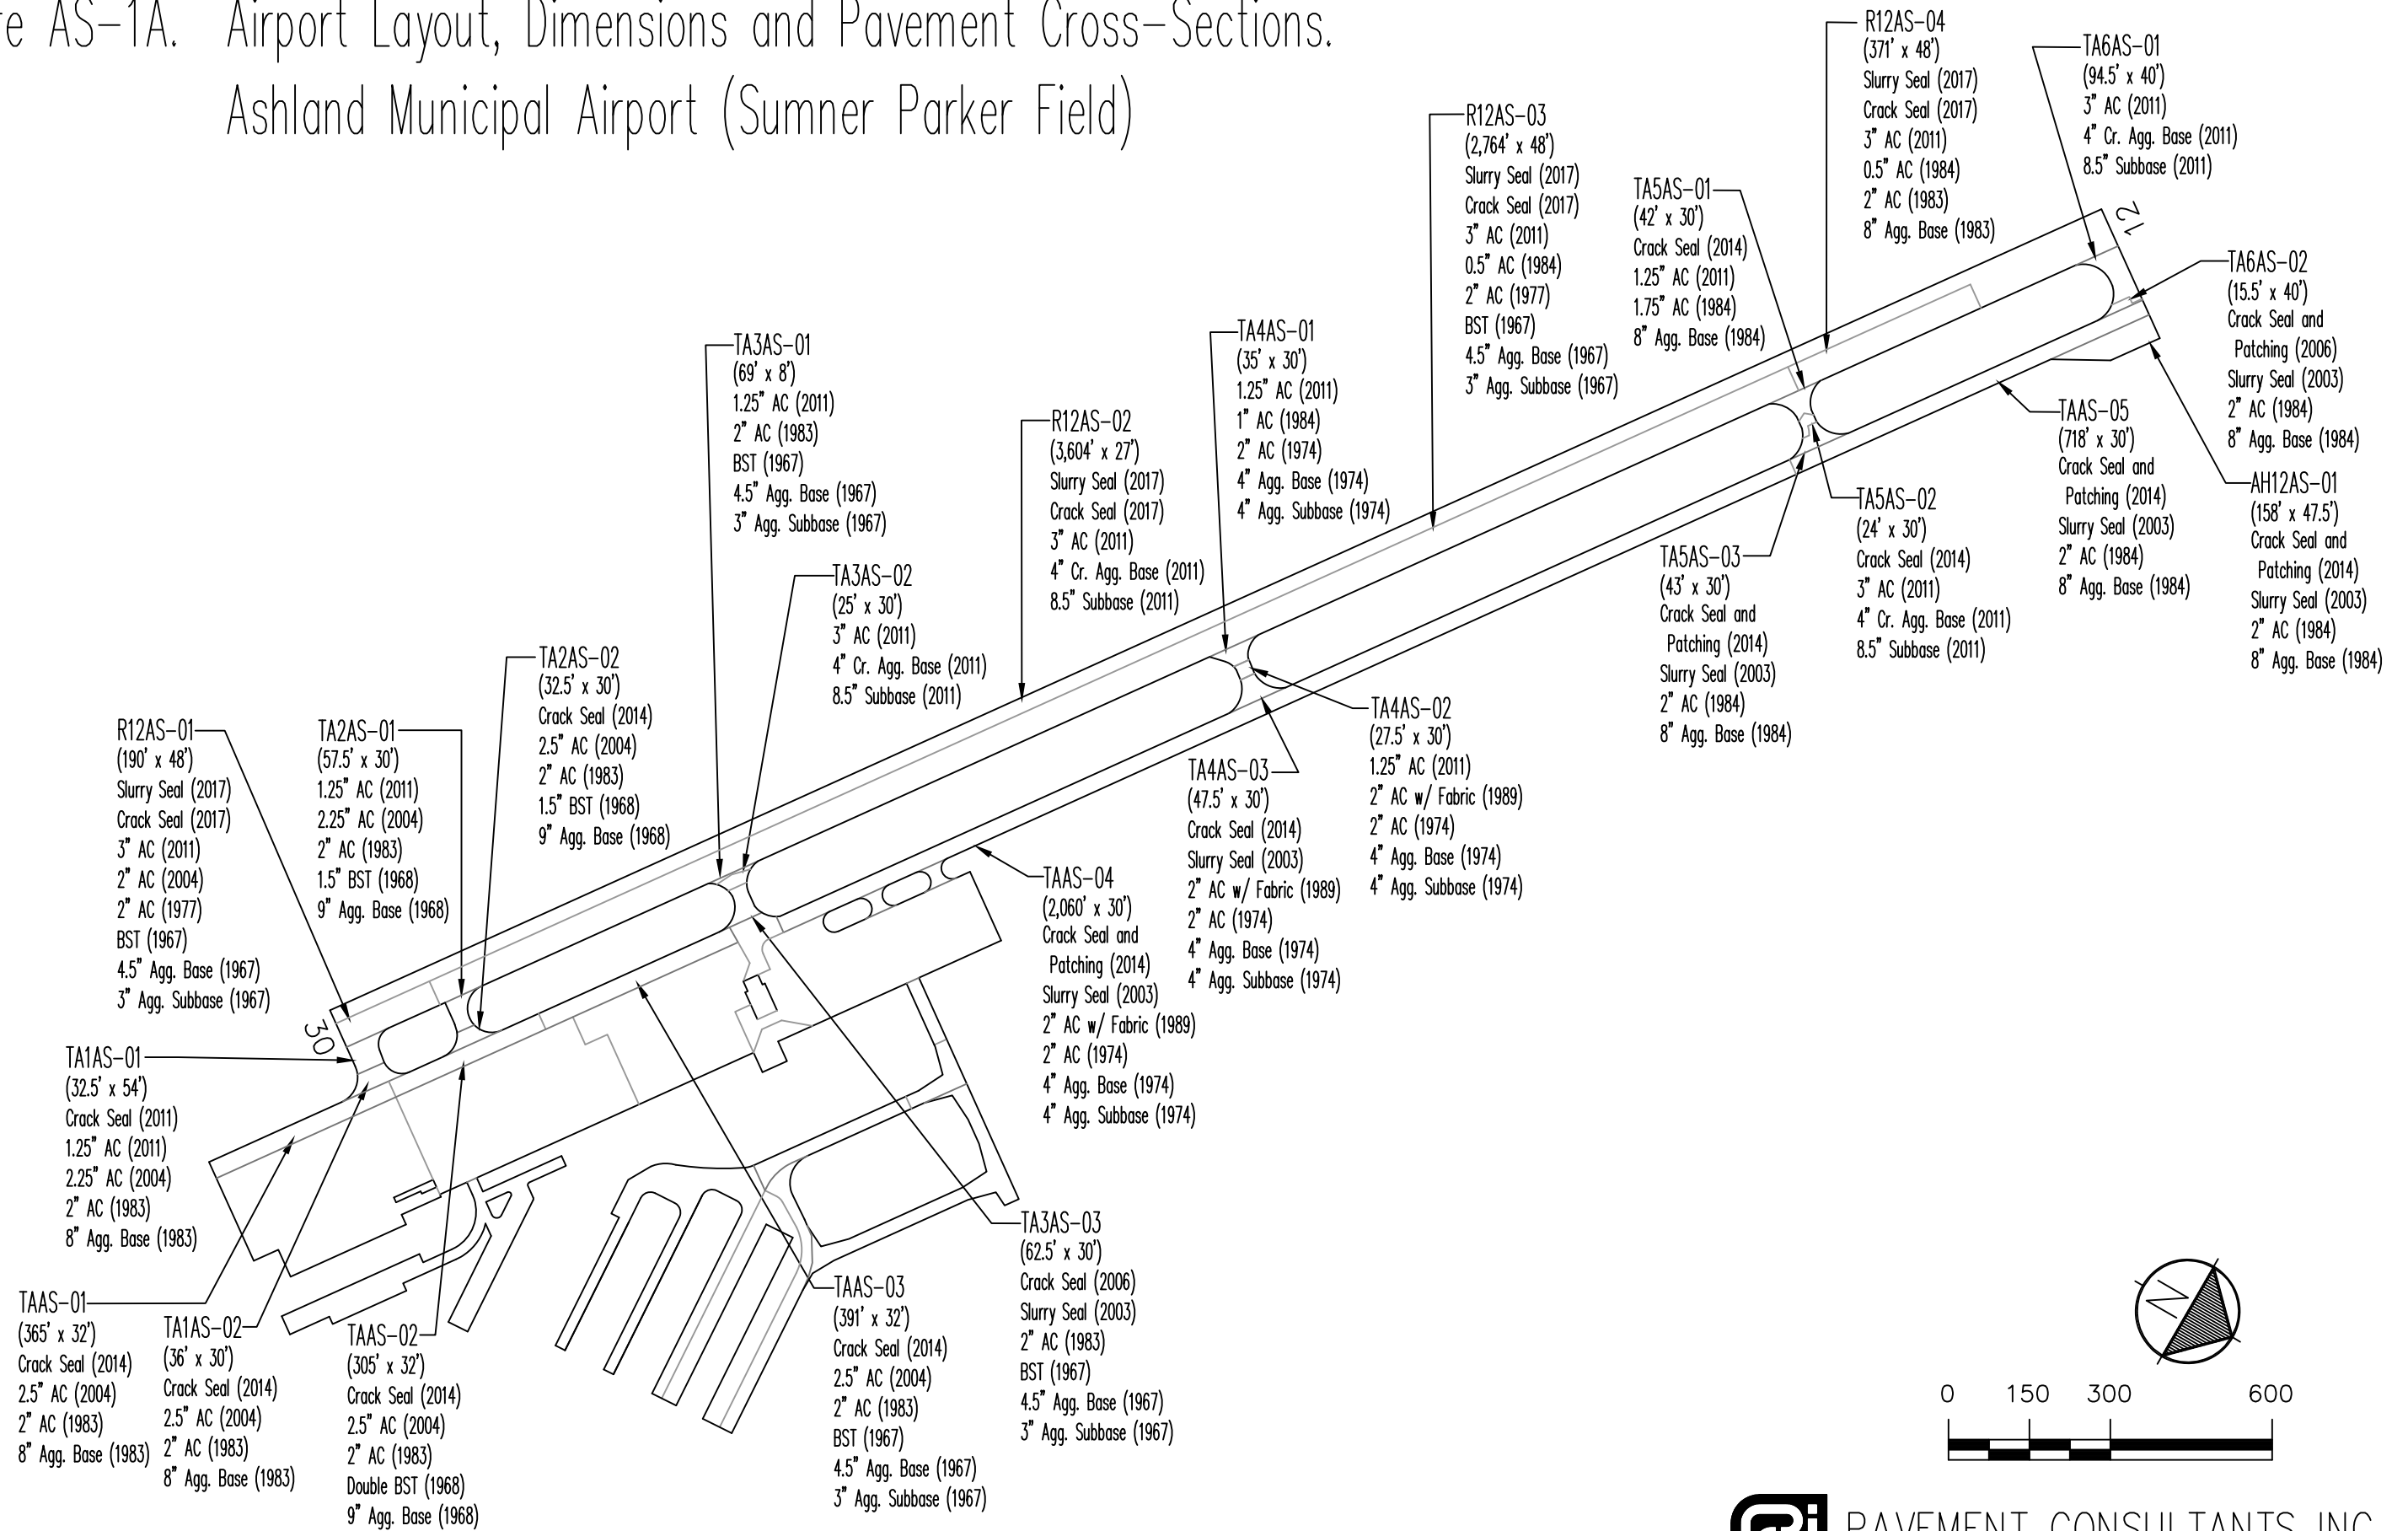 e AS-1A. Airport Layout, Dimensions and Pavement Cross-Sections.
Ashland Municipal Airport (Sumner Parker Field)
R12AS-04
(371' x 48')
Slurry Seal (2017)
Crack Seal (2017)
3" AC (2011)
0.5" AC (1984)
2" AC (1983)
8" Agg. Base (1983)
TA6AS-01
(94.5' x 40')
3" AC (2011)
4" Cr. Agg. Base (2011)
8.5" Subbase (2011)
R12AS-03
(2,764' x 48')
Slurry Seal (2017)
Crack Seal (2017)
3" AC (2011)
0.5" AC (1984)
2" AC (1977)
BST (1967)
4.5" Agg. Base (1967)
3" Agg. Subbase (1967)
TA5AS-01
(42' x 30')
Crack Seal (2014)
1.25" AC (2011)
1.75" AC (1984)
8" Agg. Base (1984)
12
TA6AS-02
(15.5' x 40')
Crack Seal and
Patching (2006)
Slurry Seal (2003)
2" AC (1984)
8" Agg. Base (1984)
TA3AS-01
(69' x 8')
1.25" AC (2011)
2" AC (1983)
BST (1967)
4.5" Agg. Base (1967)
3" Agg. Subbase (1967)
TA4AS-01
(35' x 30')
1.25" AC (2011)
1" AC (1984)
2" AC (1974)
4" Agg. Base (1974)
4" Agg. Subbase (1974)
R12AS-02
(3,604' x 27')
Slurry Seal (2017)
Crack Seal (2017)
3" AC (2011)
4" Cr. Agg. Base (2011)
8.5" Subbase (2011)
TAAS-05
(718' x 30')
Crack Seal and
Patching (2014)
Slurry Seal (2003)
2" AC (1984)
8" Agg. Base (1984)
AH12AS-01
(158' x 47.5')
Crack Seal and
Patching (2014)
Slurry Seal (2003)
2" AC (1984)
8" Agg. Base (1984)
TA5AS-02
(24' x 30')
Crack Seal (2014)
3" AC (2011)
4" Cr. Agg. Base (2011)
8.5" Subbase (2011)
TA5AS-03
(43' x 30')
Crack Seal and
Patching (2014)
Slurry Seal (2003)
2" AC (1984)
8" Agg. Base (1984)
TA3AS-02
(25' x 30')
3" AC (2011)
4" Cr. Agg. Base (2011)
8.5" Subbase (2011)
TA2AS-02
(32.5' x 30')
Crack Seal (2014)
2.5" AC (2004)
2" AC (1983)
1.5" BST (1968)
9" Agg. Base (1968)
R12AS-01
(190' x 48')
Slurry Seal (2017)
Crack Seal (2017)
3" AC (2011)
2" AC (2004)
2" AC (1977)
BST (1967)
4.5" Agg. Base (1967)
3" Agg. Subbase (1967)
TA2AS-01
(57.5' x 30')
1.25" AC (2011)
2.25" AC (2004)
2" AC (1983)
1.5" BST (1968)
9" Agg. Base (1968)
TA4AS-02
(27.5' x 30')
1.25" AC (2011)
2" AC w/ Fabric (1989)
2" AC (1974)
4" Agg. Base (1974)
4" Agg. Subbase (1974)
TA4AS-03
(47.5' x 30')
Crack Seal (2014)
Slurry Seal (2003)
2" AC w/ Fabric (1989)
2" AC (1974)
4" Agg. Base (1974)
4" Agg. Subbase (1974)
TAAS-04
(2,060' x 30')
Crack Seal and
Patching (2014)
Slurry Seal (2003)
2" AC w/ Fabric (1989)
2" AC (1974)
4" Agg. Base (1974)
4" Agg. Subbase (1974)
30
TA1AS-01
(32.5' x 54')
Crack Seal (2011)
1.25" AC (2011)
2.25" AC (2004)
2" AC (1983)
8" Agg. Base (1983)
TA3AS-03
(62.5' x 30')
Crack Seal (2006)
Slurry Seal (2003)
2" AC (1983)
BST (1967)
4.5" Agg. Base (1967)
3" Agg. Subbase (1967)
TAAS-03
(391' x 32')
Crack Seal (2014)
2.5" AC (2004)
2" AC (1983)
BST (1967)
4.5" Agg. Base (1967)
3" Agg. Subbase (1967)
TAAS-01
(365' x 32')
Crack Seal (2014)
2.5" AC (2004)
2" AC (1983)
8" Agg. Base (1983)
TA1AS-02
(36' x 30')
Crack Seal (2014)
2.5" AC (2004)
2" AC (1983)
8" Agg. Base (1983)
TAAS-02
(305' x 32')
Crack Seal (2014)
2.5" AC (2004)
2" AC (1983)
Double BST (1968)
9" Agg. Base (1968)
N
0 150 300 600
PAVEMENT CONSULTANTS INC